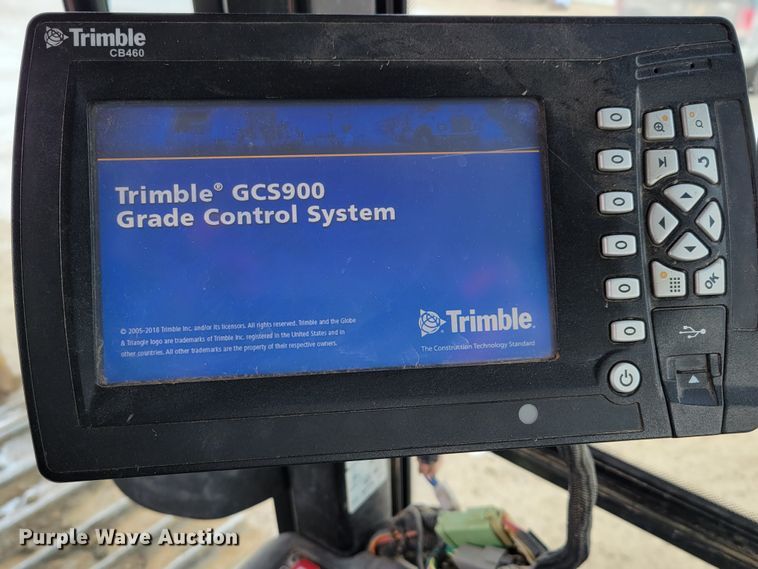 Trimble
CB460
Trimble® GCS900
Grade Control System
© 2005-2018 Trimble Inc. and/or its licensors. All rights reserved. Trimble and the Globe
& Triangle logo are trademarks of Trimble Inc. registered in the United States and in
other countries. All other trademarks are the property of their respective owners.
Trimble.
The Construction Technology Standard
OK
Purple Wave Auction